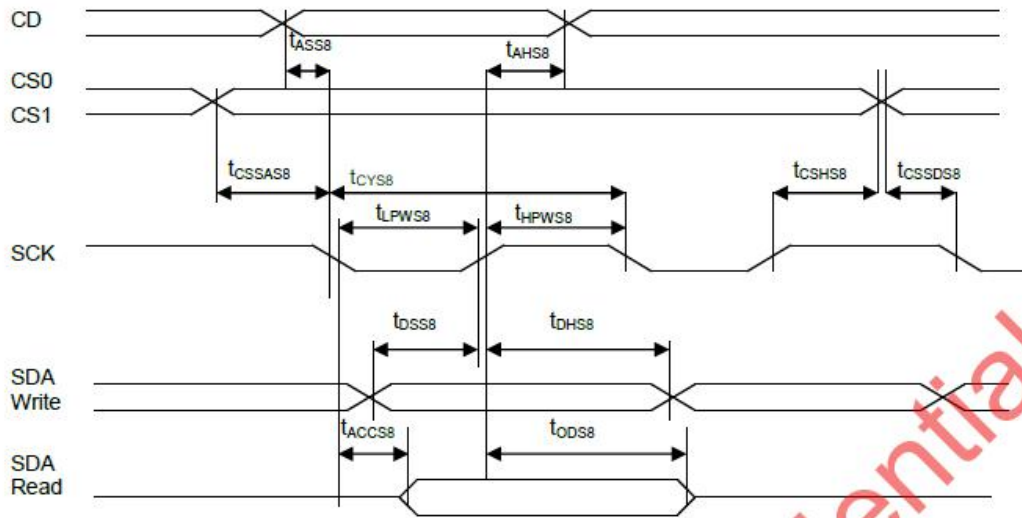 CD
tASS8
tAHS8
CS0
CS1
tCSSAS8
tCYS8
tCSHS8
tCSSDS8
tLPWS8
tHPWS8
SCK
tDSS8
tDHS8
SDA
Write
tACCS8
tODS8
SDA
Read
ential